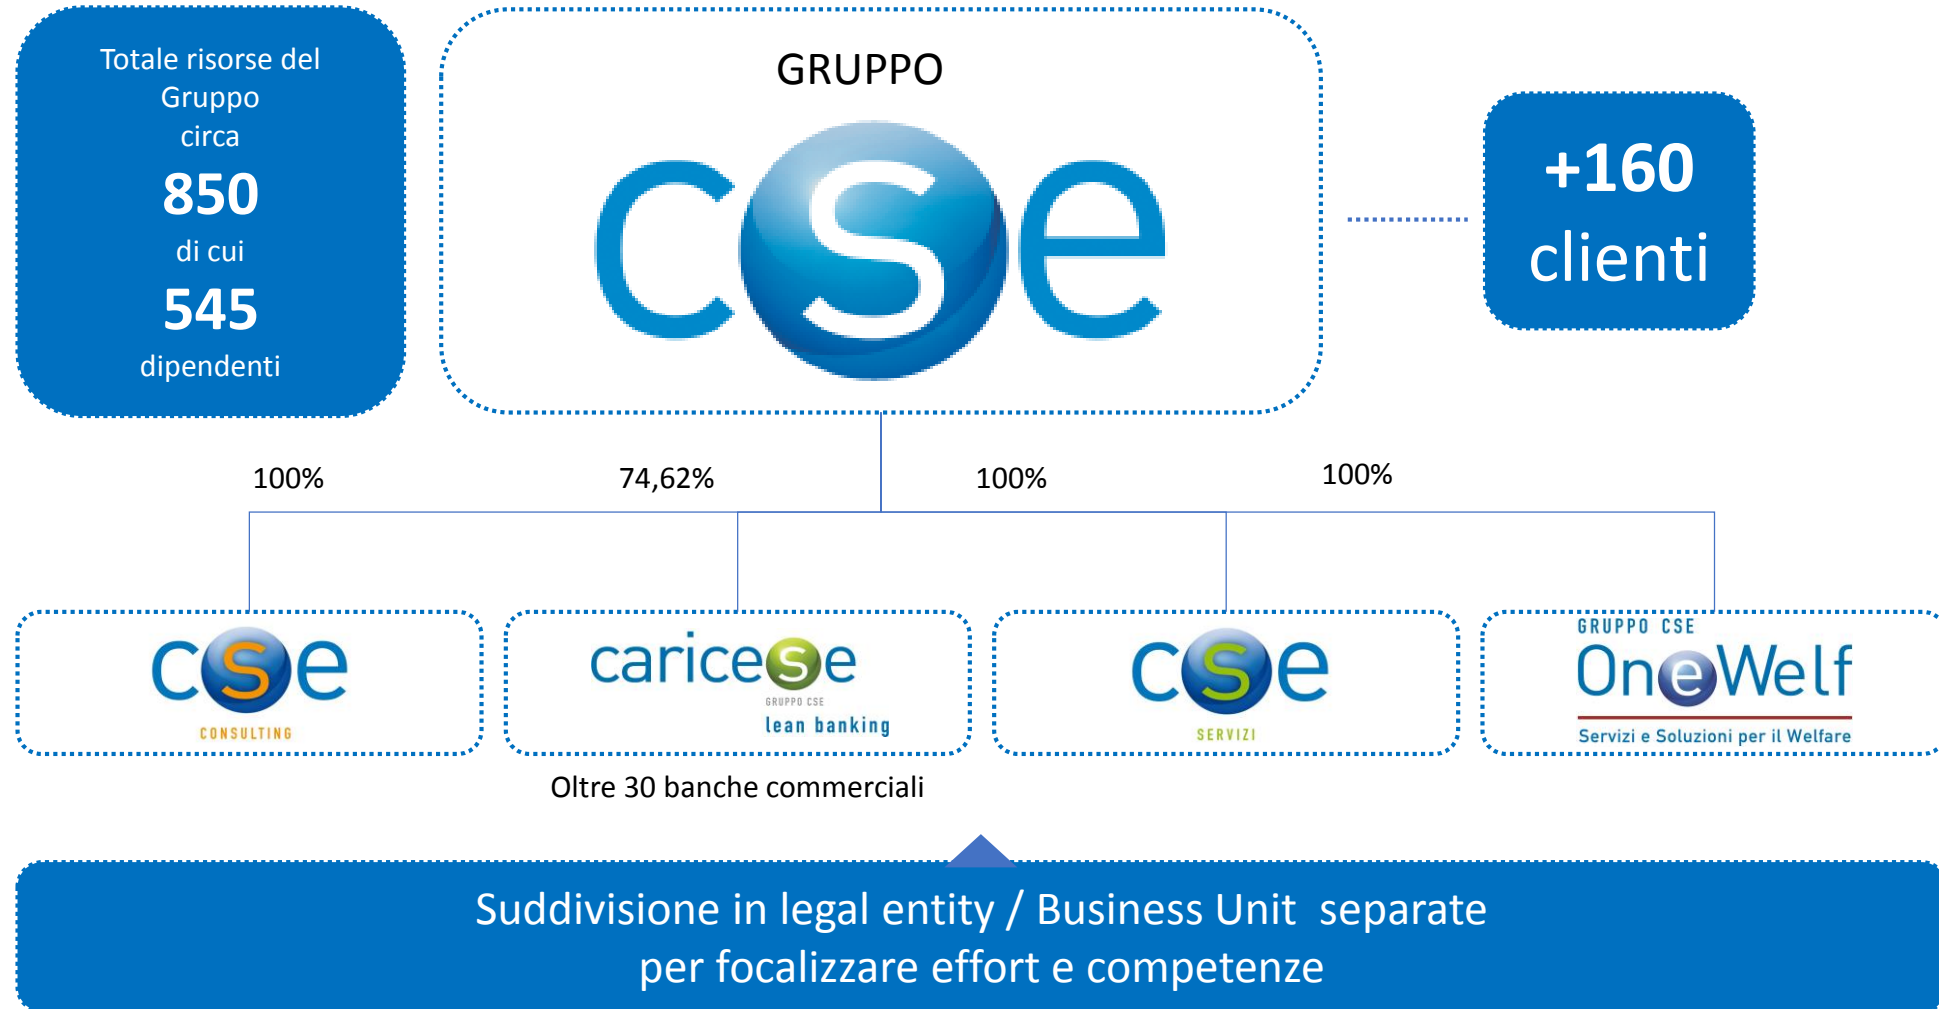 Totale risorse del
Gruppo
circa
850
di cui
545
dipendenti
GRUPPO
cse
+160
clienti
100%
74,62%
100%
100%
cse
CONSULTING
caricese
GRUPPO CSE
lean banking
cse
SERVIZI
GRUPPO CSE
OneWelf
Servizi e Soluzioni per il Welfare
Oltre 30 banche commerciali
Suddivisione in legal entity / Business Unit separate
per focalizzare effort e competenze